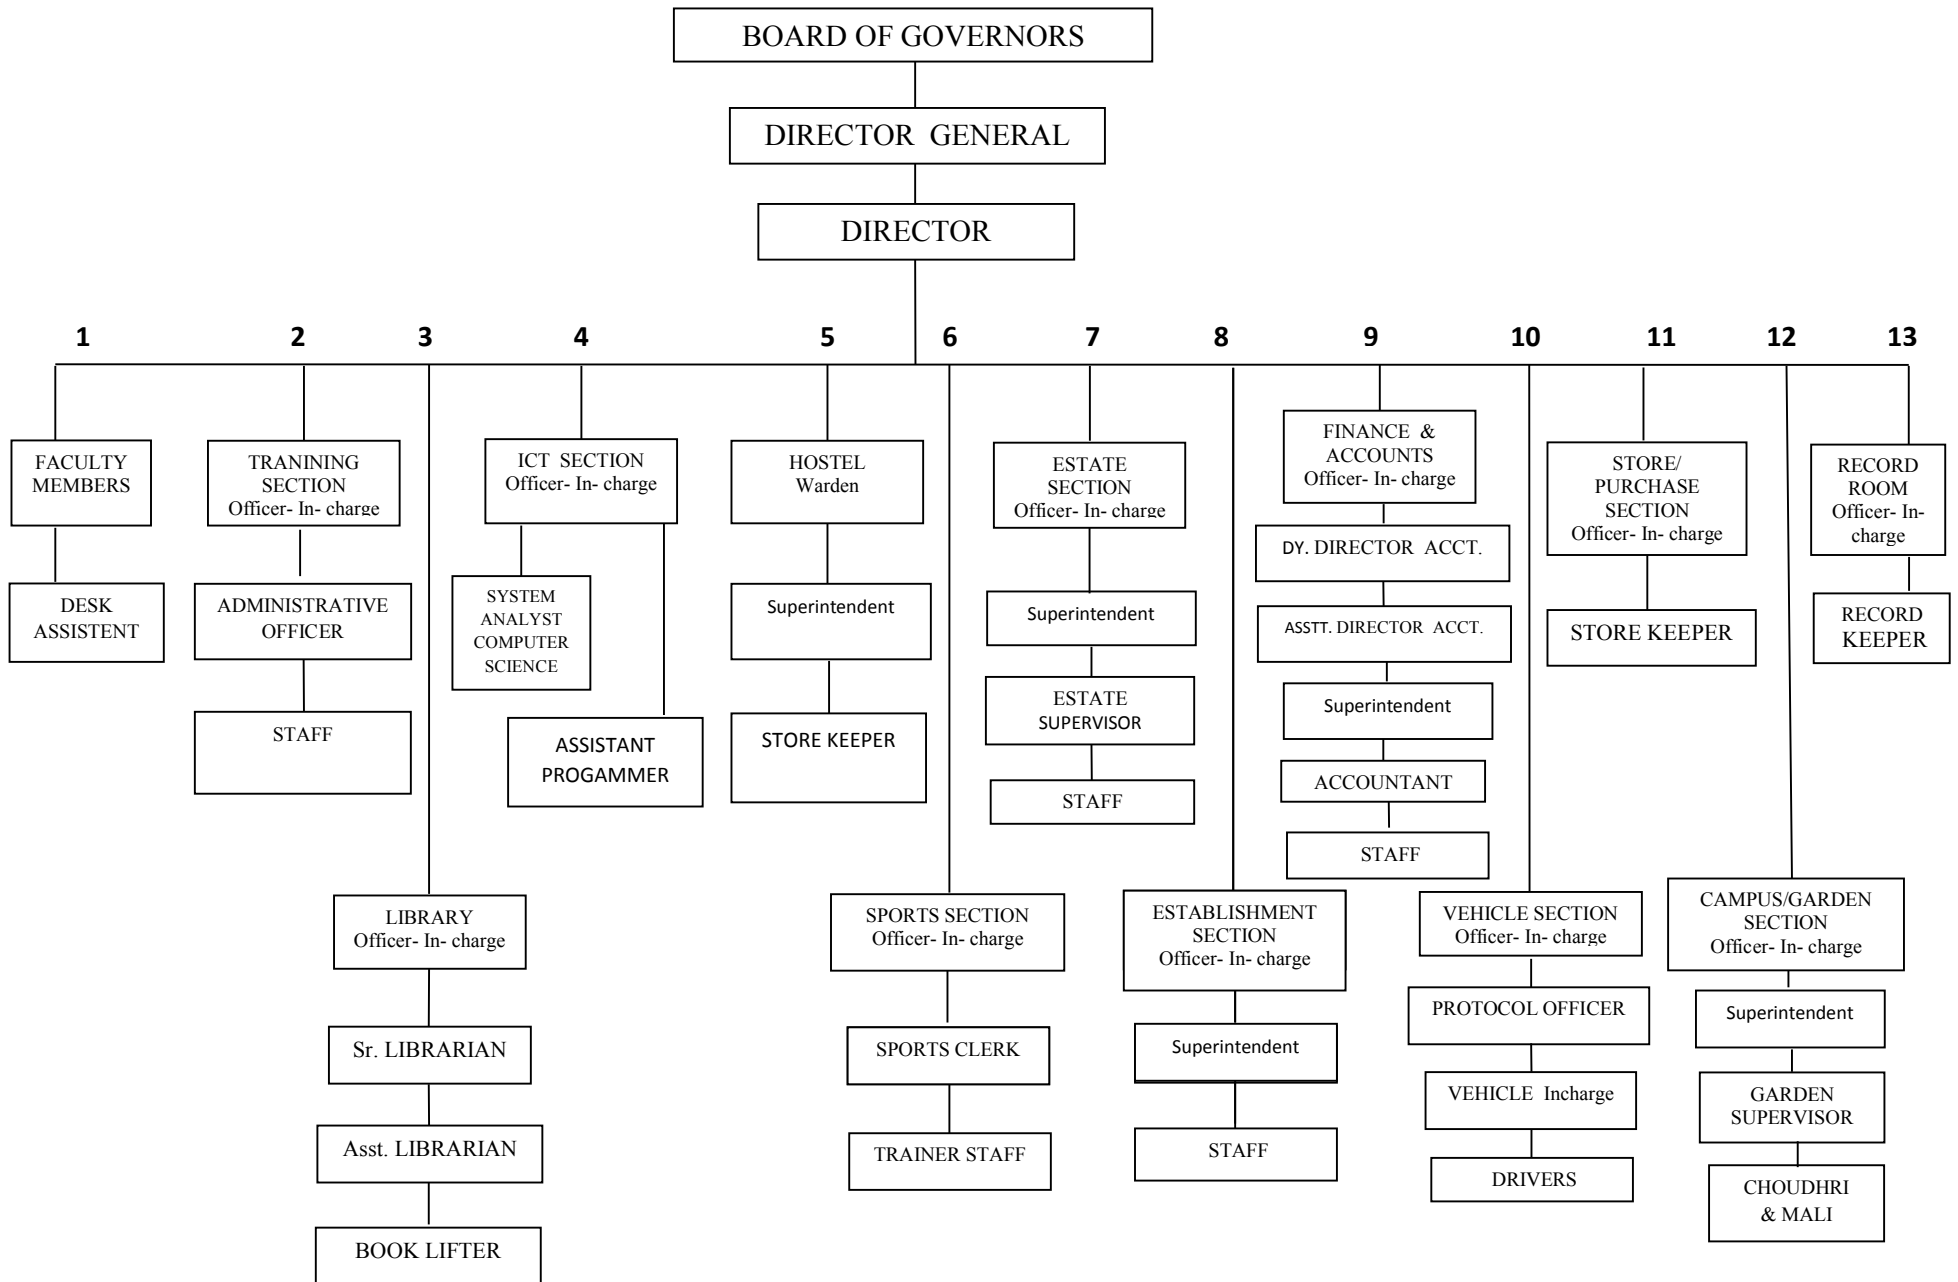 BOARD OF GOVERNORS
DIRECTOR GENERAL
DIRECTOR
1 2 3 4 5 6 7 8 9 10 11 12 13
FACULTY
MEMBERS
DESK
ASSISTENT
TRANINING
SECTION
Officer- In- charge
ADMINISTRATIVE
OFFICER
STAFF
LIBRARY
Officer- In- charge
Sr. LIBRARIAN
Asst. LIBRARIAN
BOOK LIFTER
ICT SECTION
Officer- In- charge
SYSTEM
ANALYST
COMPUTER
SCIENCE
ASSISTANT
PROGAMMER
HOSTEL
Warden
Superintendent
STORE KEEPER
SPORTS SECTION
Officer- In- charge
SPORTS CLERK
TRAINER STAFF
ESTATE
SECTION
Officer- In- charge
Superintendent
ESTATE
SUPERVISOR
STAFF
ESTABLISHMENT
SECTION
Officer- In- charge
Superintendent
STAFF
FINANCE &
ACCOUNTS
Officer- In- charge
DY. DIRECTOR ACCT.
ASSTT. DIRECTOR ACCT.
Superintendent
ACCOUNTANT
STAFF
VEHICLE SECTION
Officer- In- charge
PROTOCOL OFFICER
VEHICLE Incharge
DRIVERS
STORE/
PURCHASE
SECTION
Officer- In- charge
STORE KEEPER
CAMPUS/GARDEN
SECTION
Officer- In- charge
Superintendent
GARDEN
SUPERVISOR
CHOUDHRI
& MALI
RECORD
ROOM
Officer- In-
charge
RECORD
KEEPER